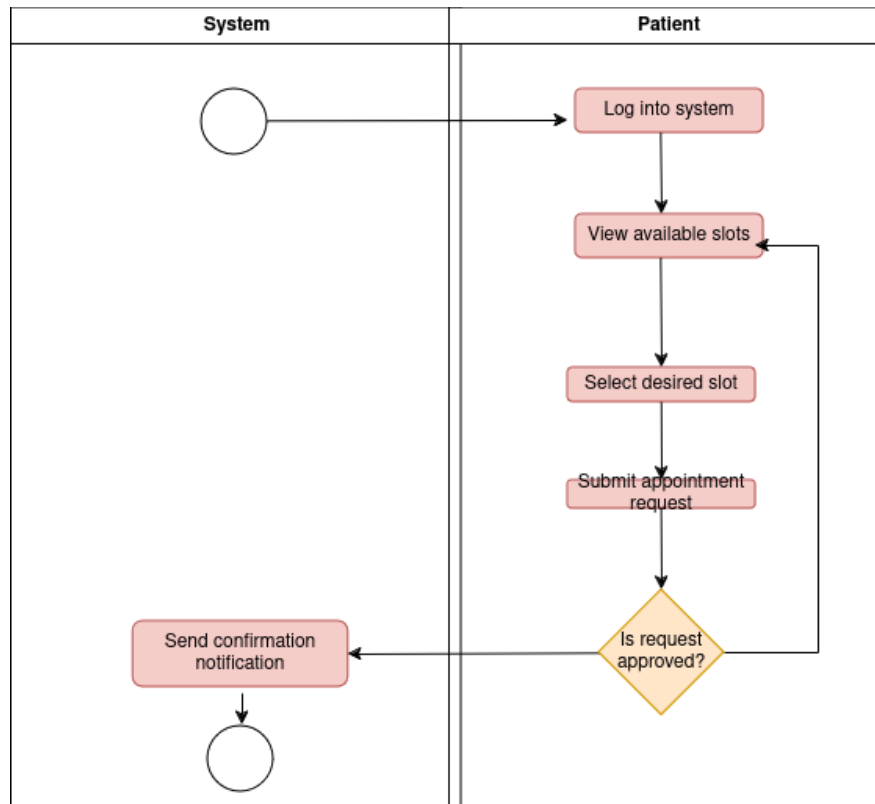 System
Patient
Log into system
View available slots
Select desired slot
Submit appointment
request
Is request
approved?
Send confirmation
notification